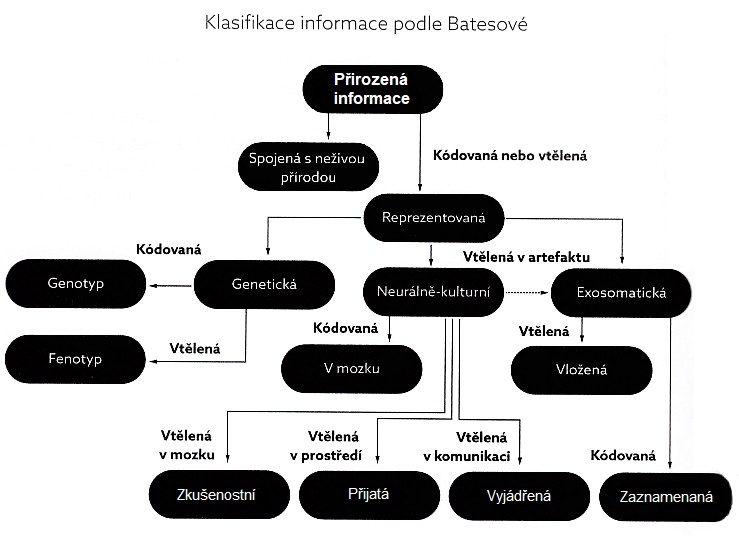 Klasifikace informace podle Batesové
Přirozená
informace
Spojená s neživou
přírodou
Kódovaná nebo vtělená
Reprezentovaná
Kódovaná
Vtělená v artefaktu
Genotyp
Genetická
Neurálně-kulturní
Exosomatická
Kódovaná
Vtělená
Fenotyp
Vtělená
V mozku
Vložená
Vtělená
v mozku
Vtělená
v prostředí
Vtělená
v komunikaci
Kódovaná
Zkušenostní
Přijatá
Vyjádřená
Zaznamenaná